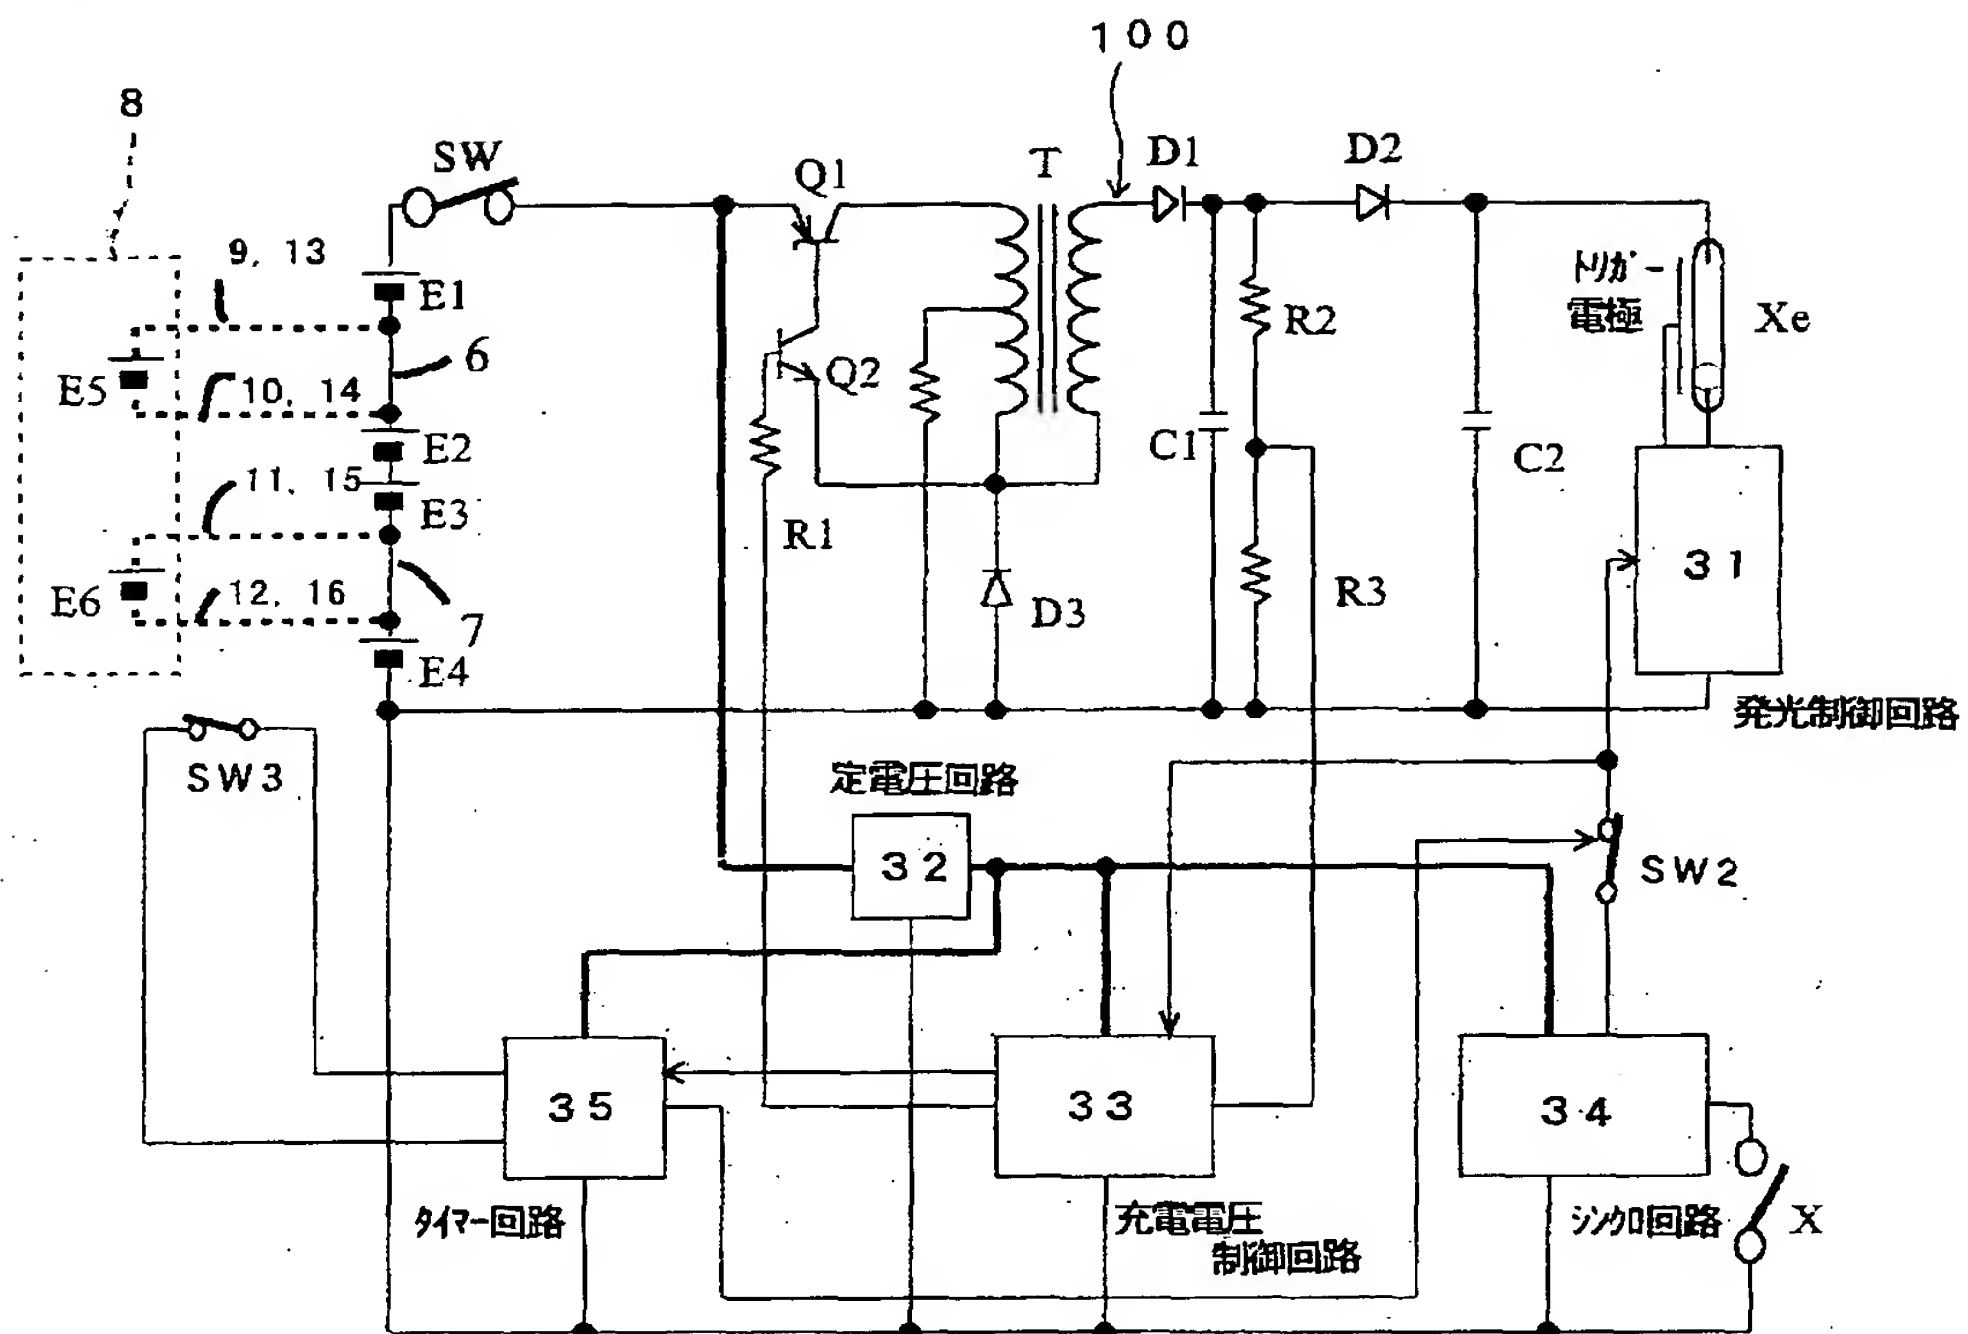 100
8
SW
Q1
T
D1
D2
9, 13
E1
トリガー
電極
Xe
R2
6
E5
10, 14
Q2
E2
C1
C2
11, 15
E3
R1
31
E6
12, 16
R3
D3
7
E4
発光制御回路
SW3
定電圧回路
32
SW2
35
33
34
タイマー回路
充電電圧
制御回路
シンクロ回路
X